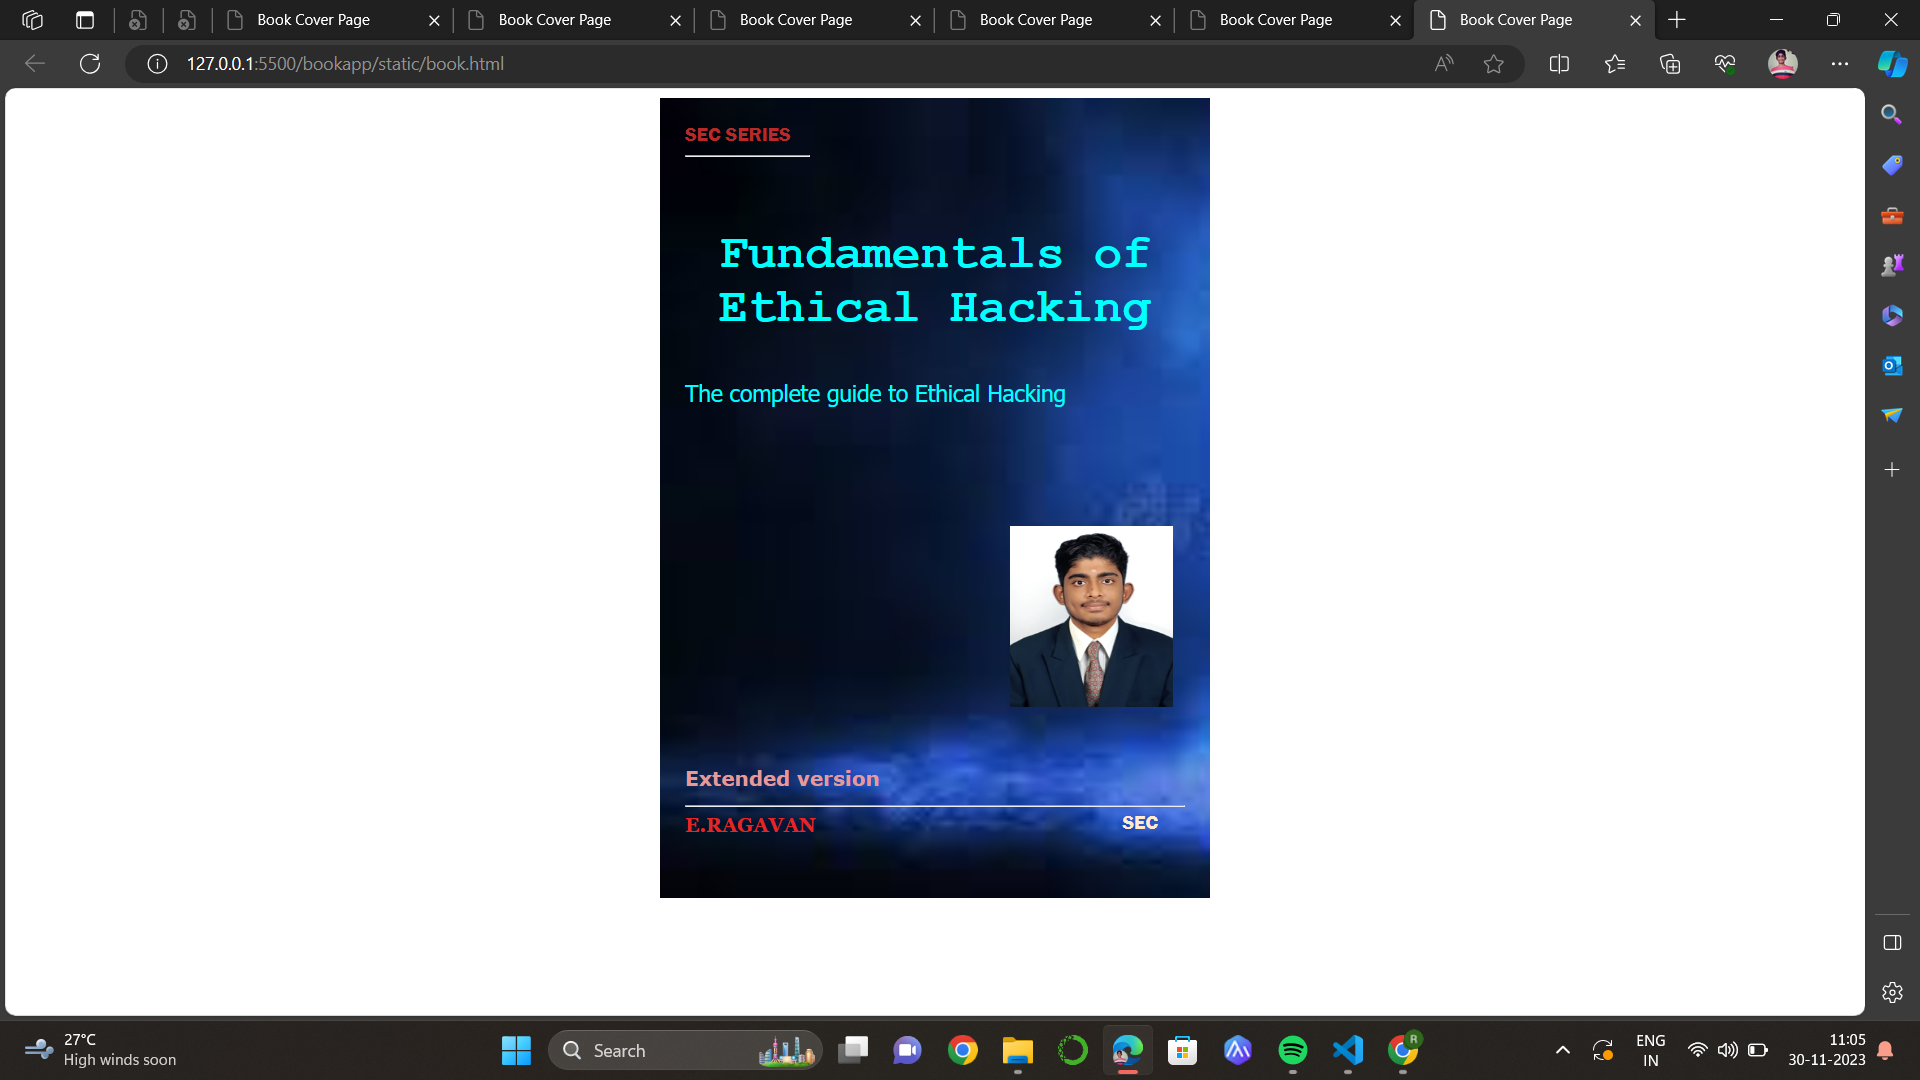 Book Cover Page
Book Cover Page
Book Cover Page
Book Cover Page
Book Cover Page
Book Cover Page
127.0.0.1:5500/bookapp/static/book.html
SEC SERIES
Fundamentals of
Ethical Hacking
The complete guide to Ethical Hacking
Extended version
E.RAGAVAN
SEC
27°C
High winds soon
Search
R
ENG
IN
11:05
30-11-2023